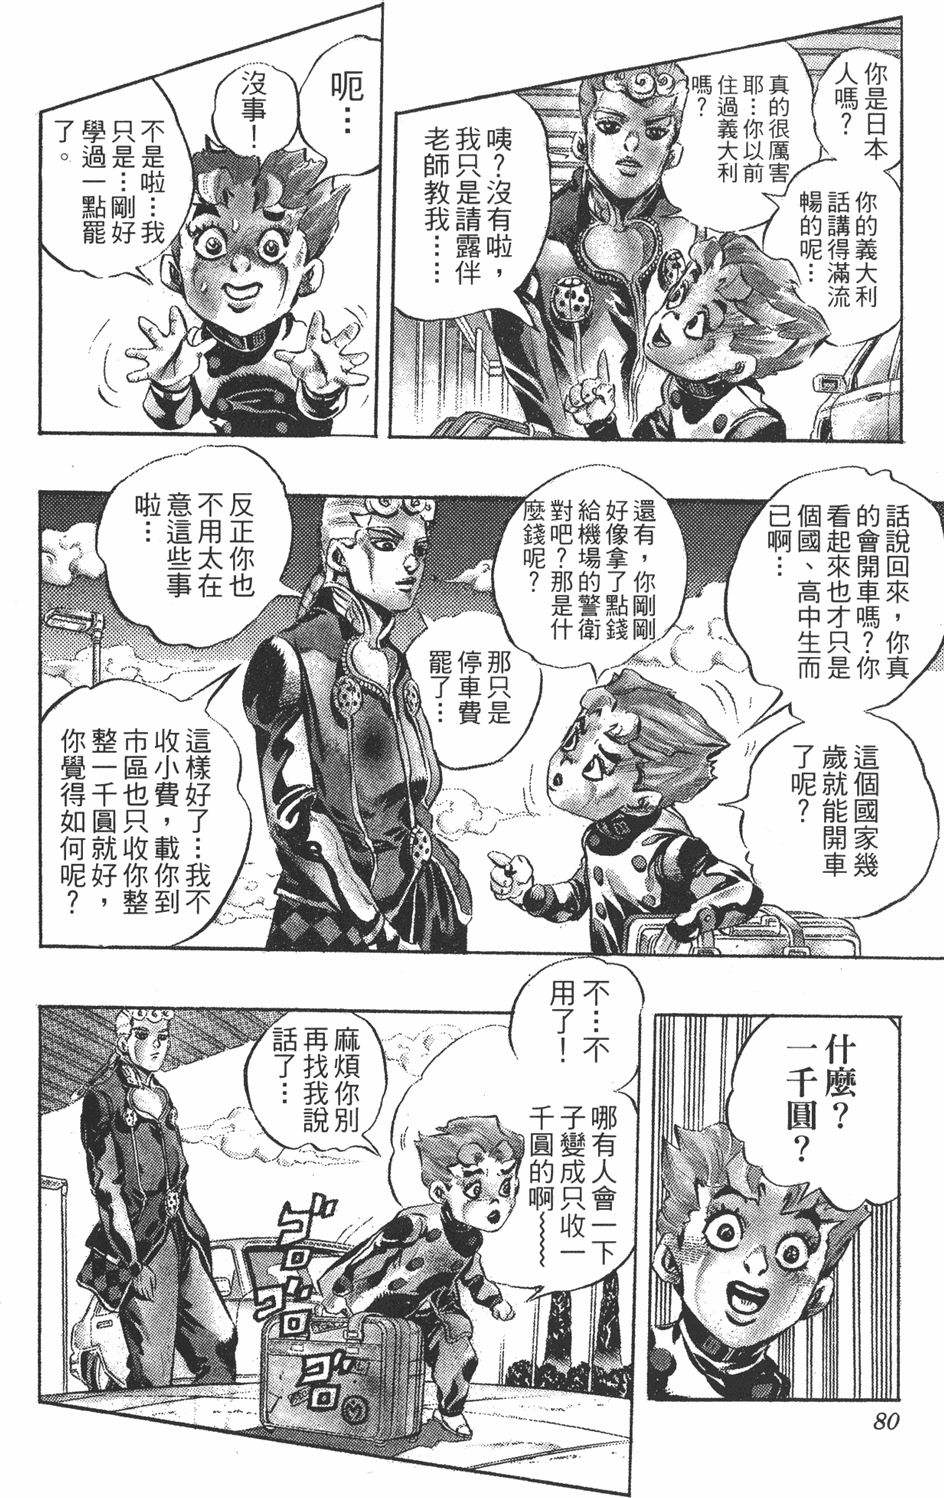 你是日本
人嗎？
你的義大利
話講得滿流
暢的呢…
真的很厲害
耶…你以前
住過義大利
嗎？
咦？沒有啦，
我只是請露伴
老師教我……
呃…
沒事！
不是啦…我
只是…剛好
學過一點罷
了。
話說回來，你真
的會開車嗎？你
看起來也才只是
個國、高中生而
已啊…
這個國家幾
歲就能開車
了呢？
還有，你剛剛
好像拿了點錢
給機場的警衛
對吧？那是什
麼錢呢？
那只是
停車費
罷了…
反正你也
不用太在
意這些事
啦…
這樣好了…我不
收小費，載你到
市區也只收你整
整一千圓就好，
你覺得如何呢？
什麼？
一千圓？
不…不
用了！
哪有人會一下
子變成只收一
千圓的啊～
麻煩你別
再找我說
話了…
ゴロ
ゴロ
ゴロ
80